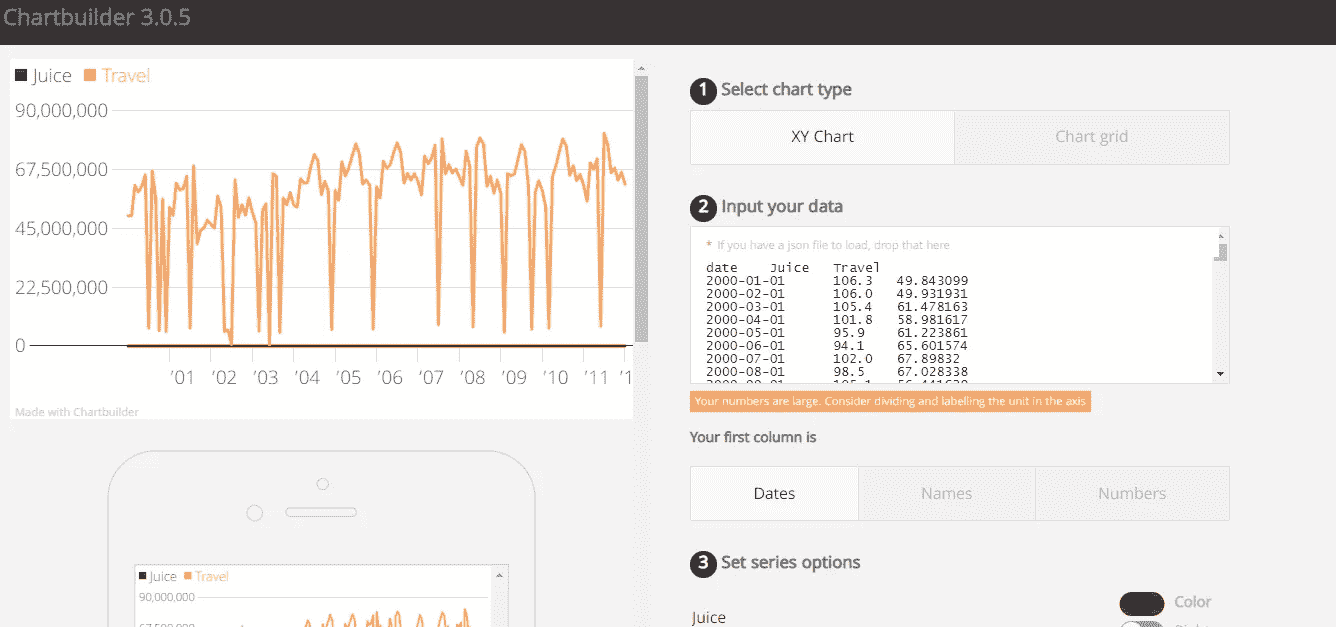 Chartbuilder 3.0.5
Juice Travel
90,000,000
67,500,000
45,000,000
22,500,000
0
'01 '02 '03 '04 '05 '06 '07 '08 '09 '10 '11 '1
Made with Chartbuilder
Juice Travel
90,000,000
67,500,000
1 Select chart type
XY Chart Chart grid
2 Input your data
* If you have a json file to load, drop that here
date Juice Travel
2000-01-01 106.3 49.843099
2000-02-01 106.0 49.931931
2000-03-01 105.4 61.478163
2000-04-01 101.8 58.981617
2000-05-01 95.9 61.223861
2000-06-01 94.1 65.601574
2000-07-01 102.0 67.89832
2000-08-01 98.5 67.028338
Your numbers are large. Consider dividing and labelling the unit in the axis
Your first column is
Dates Names Numbers
3 Set series options
Juice
Color